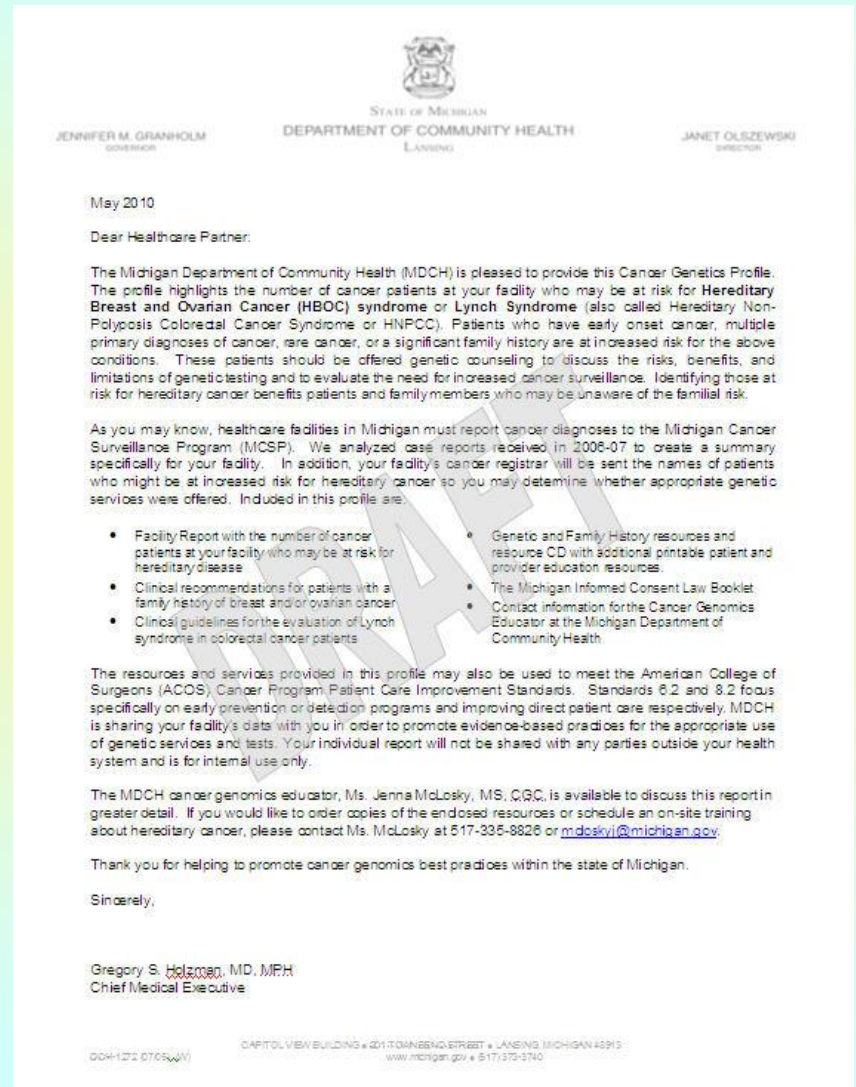 STATE OF MICHIGAN
JENNIFER M. GRANHOLM
GOVERNOR
DEPARTMENT OF COMMUNITY HEALTH
LANSING
JANET OLSZEWSKI
DIRECTOR
May 2010
Dear Healthcare Partner:
The Michigan Department of Community Health (MDCH) is pleased to provide this Cancer Genetics Profile.
The profile highlights the number of cancer patients at your facility who may be at risk for Hereditary
Breast and Ovarian Cancer (HBOC) syndrome or Lynch Syndrome (also called Hereditary Non-
Polyposis Colorectal Cancer Syndrome or HNPCC). Patients who have early onset cancer, multiple
primary diagnoses of cancer, rare cancer, or a significant family history are at increased risk for the above
conditions. These patients should be offered genetic counseling to discuss the risks, benefits, and
limitations of genetic testing and to evaluate the need for increased cancer surveillance. Identifying those at
risk for hereditary cancer benefits patients and family members who may be unaware of the familial risk.
As you may know, healthcare facilities in Michigan must report cancer diagnoses to the Michigan Cancer
Surveillance Program (MCSP). We analyzed case reports received in 2006-07 to create a summary
specifically for your facility. In addition, your facility's cancer registrar will be sent the names of patients
who might be at increased risk for hereditary cancer so you may determine whether appropriate genetic
services were offered. Included in this profile are:
• Facility Report with the number of cancer
patients at your facility who may be at risk for
hereditary disease
• Clinical recommendations for patients with a
family history of breast and/or ovarian cancer
• Clinical guidelines for the evaluation of Lynch
syndrome in colorectal cancer patients
• Genetic and Family History resources and
resource CD with additional printable patient and
provider education resources.
• The Michigan Informed Consent Law Booklet
• Contact information for the Cancer Genomics
Educator at the Michigan Department of
Community Health
The resources and services provided in this profile may also be used to meet the American College of
Surgeons (ACOS) Cancer Program Patient Care Improvement Standards. Standards 6.2 and 8.2 focus
specifically on early prevention or detection programs and improving direct patient care respectively. MDCH
is sharing your facility's data with you in order to promote evidence-based practices for the appropriate use
of genetic services and tests. Your individual report will not be shared with any parties outside your health
system and is for internal use only.
The MDCH cancer genomics educator, Ms. Jenna McLosky, MS, CGC, is available to discuss this report in
greater detail. If you would like to order copies of the enclosed resources or schedule an on-site training
about hereditary cancer, please contact Ms. McLosky at 517-335-8826 or mcloskyj@michigan.gov.
Thank you for helping to promote cancer genomics best practices within the state of Michigan.
Sincerely,
Gregory S. Holzman, MD, MPH
Chief Medical Executive
CAPITOL VIEW BUILDING • 201 TOWNSEND STREET • LANSING, MICHIGAN 48913
DCH-1272
www.michigan.gov • (517) 373-3740
DRAFT